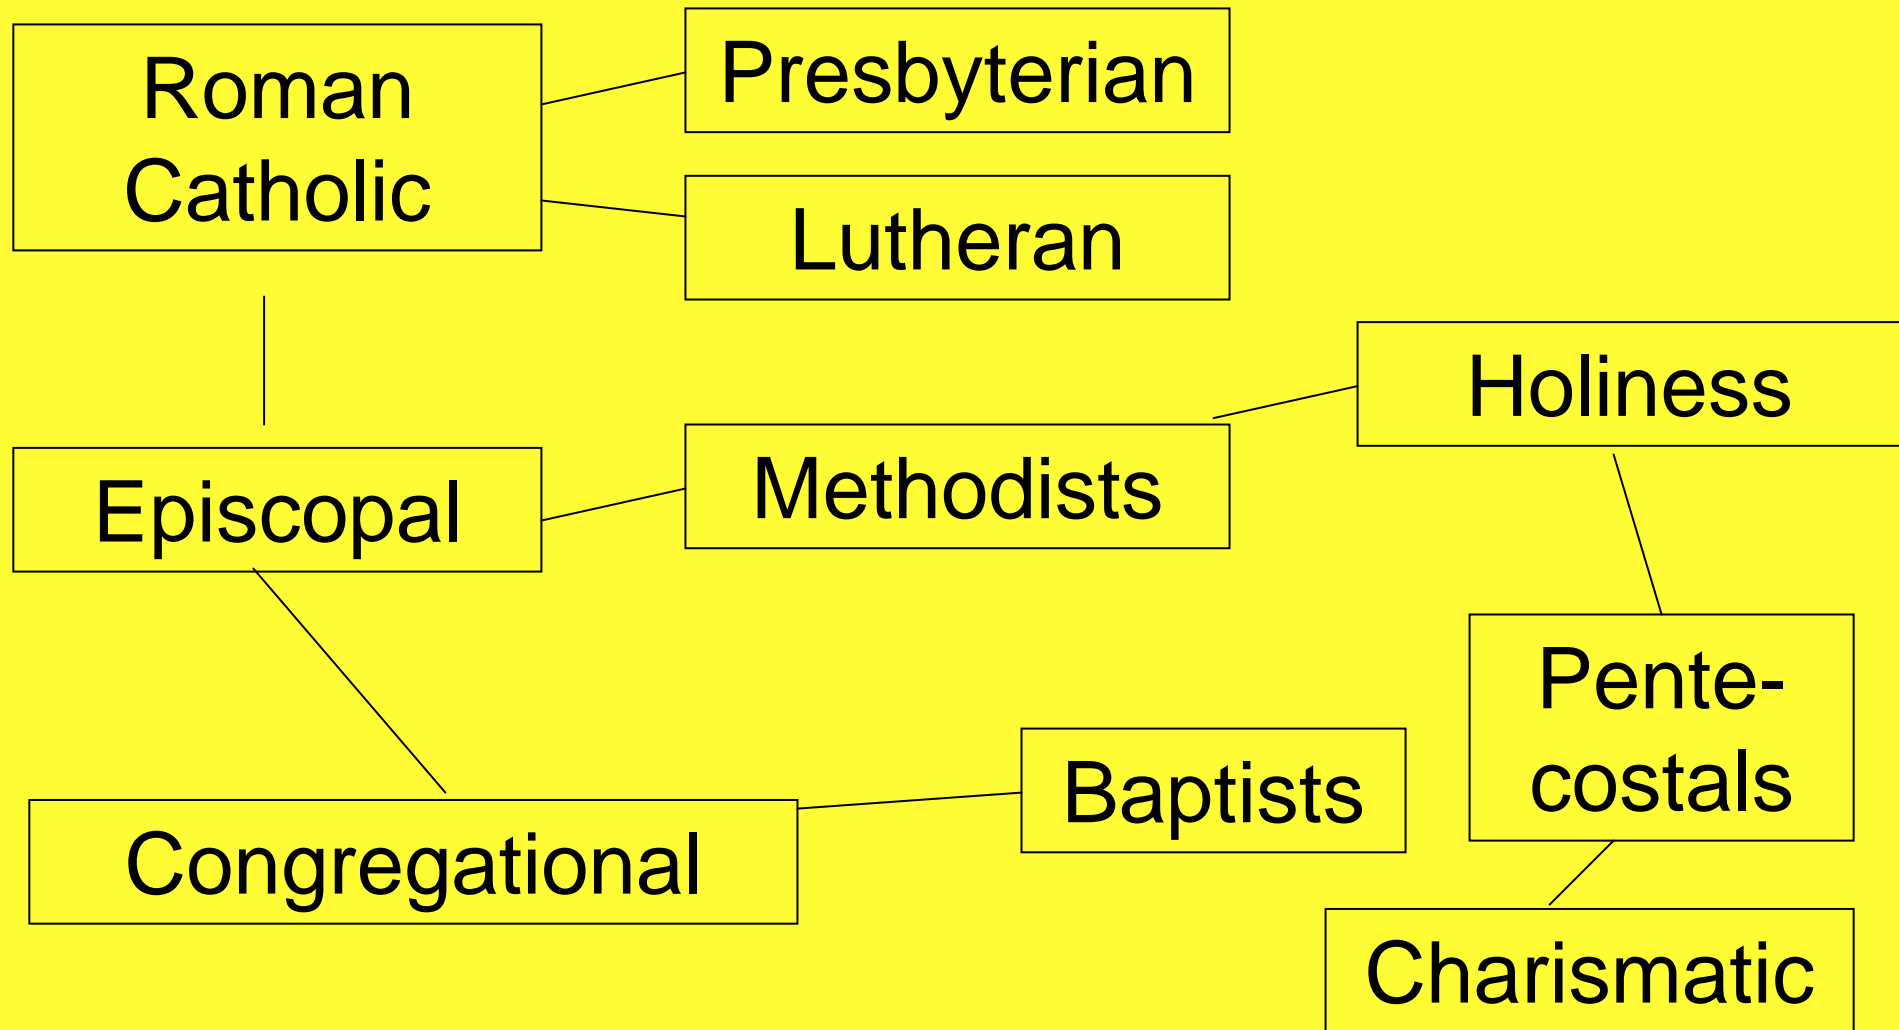 Roman
Catholic
Presbyterian
Lutheran
Holiness
Episcopal
Methodists
Pente-
costals
Baptists
Congregational
Charismatic